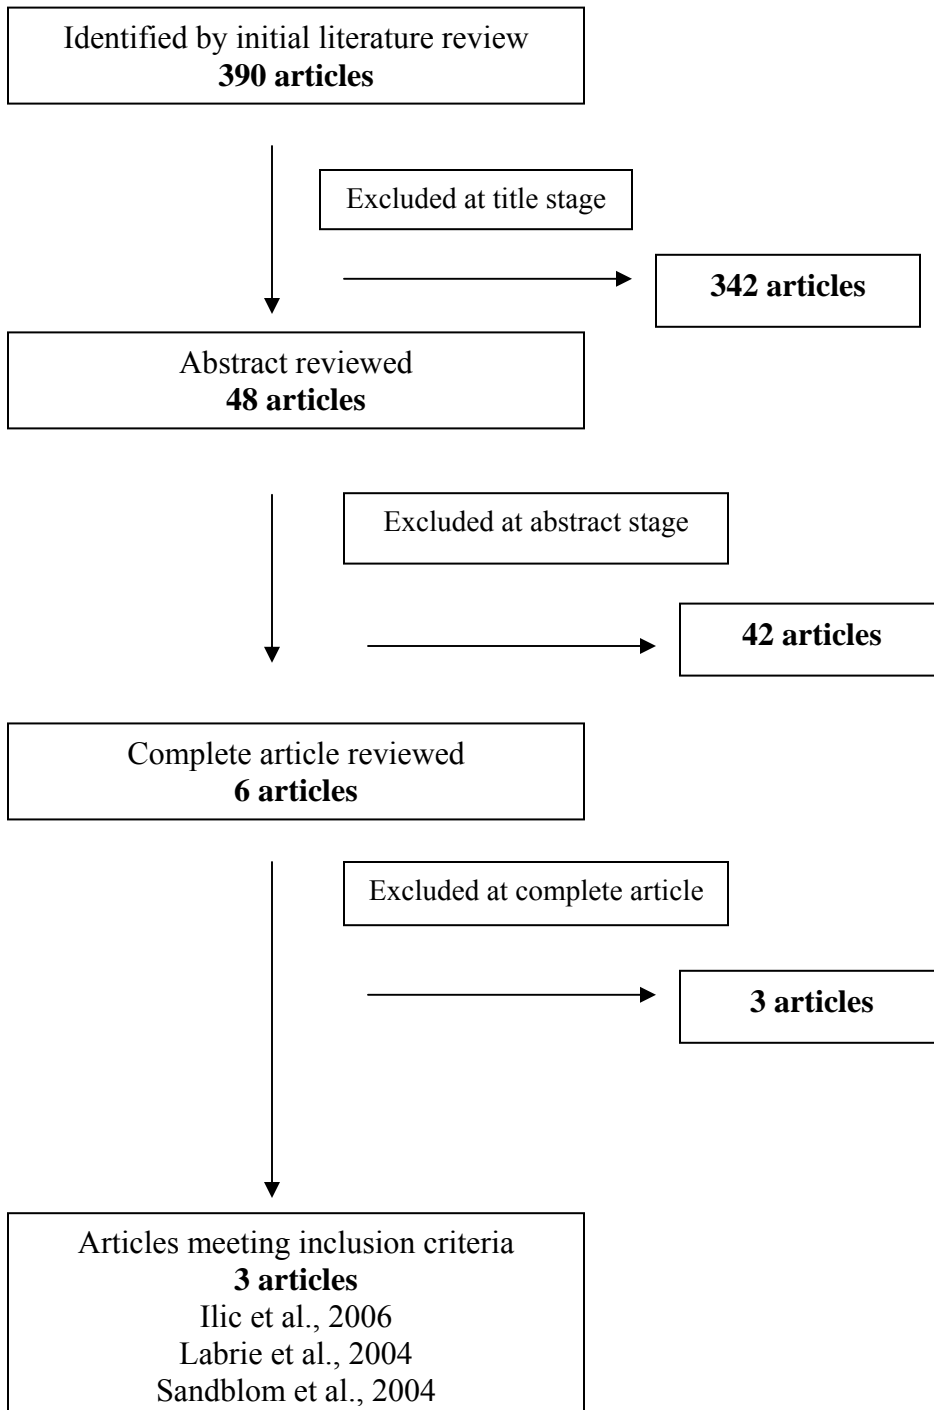 Identified by initial literature review
390 articles
Excluded at title stage
342 articles
Abstract reviewed
48 articles
Excluded at abstract stage
42 articles
Complete article reviewed
6 articles
Excluded at complete article
3 articles
Articles meeting inclusion criteria
3 articles
Ilic et al., 2006
Labrie et al., 2004
Sandblom et al., 2004